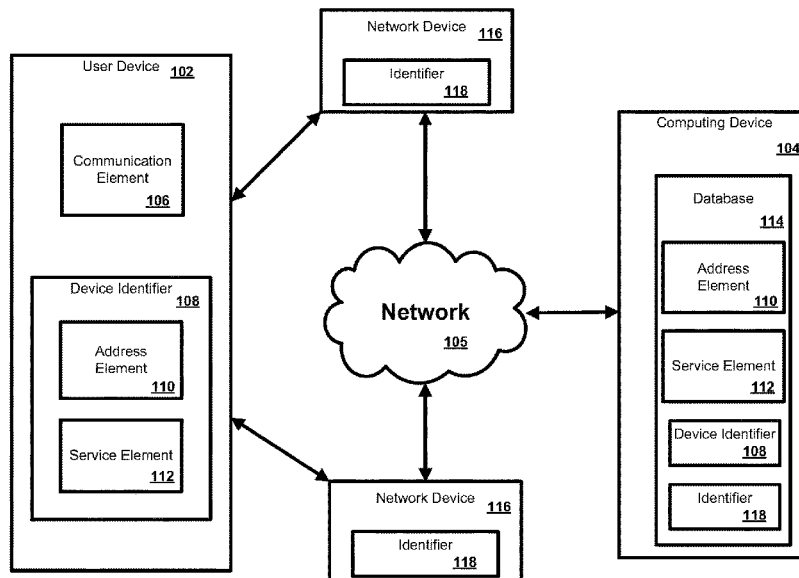 User Device 102
Communication
Element
106
Device Identifier 108
Address
Element
110
Service Element
112
Network Device 116
Identifier
118
Network
105
Network Device 116
Identifier
118
Computing Device
104
Database
114
Address
Element
110
Service Element
112
Device Identifier
108
Identifier
118